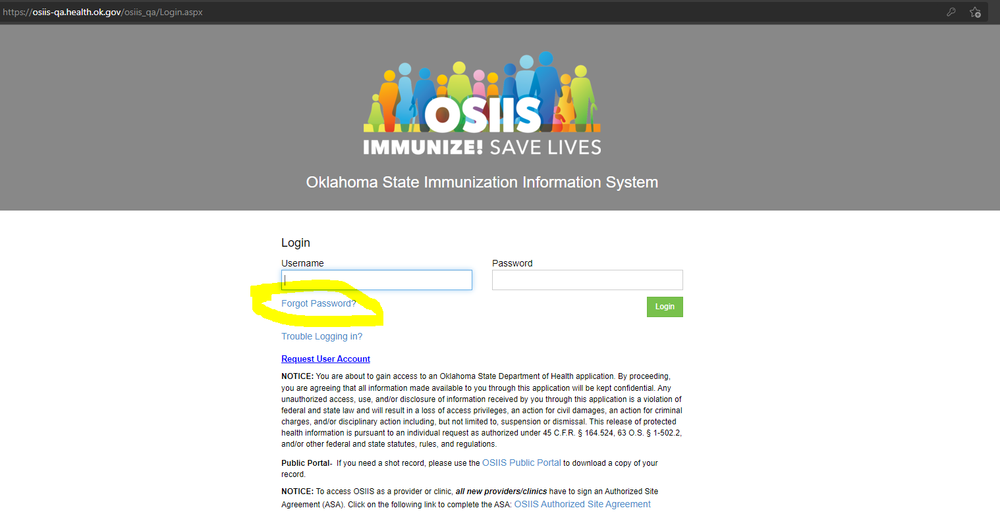 https://osiis-qa.health.ok.gov/osiis_qa/Login.aspx
OSIIS
IMMUNIZE! SAVE LIVES
Oklahoma State Immunization Information System
Login
Username Password
Forgot Password? Login
Trouble Logging in?
Request User Account
NOTICE: You are about to gain access to an Oklahoma State Department of Health application. By proceeding,
you are agreeing that all information made available to you through this application will be kept confidential. Any
unauthorized access, use, and/or disclosure of information received by you through this application is a violation of
federal and state law and will result in a loss of access privileges, an action for civil damages, an action for criminal
charges, and/or disciplinary action including, but not limited to, suspension or dismissal. This release of protected
health information is pursuant to an individual request as authorized under 45 C.F.R. § 164.524, 63 O.S. § 1-502.2,
and/or other federal and state statutes, rules, and regulations.
Public Portal- If you need a shot record, please use the OSIIS Public Portal to download a copy of your
record.
NOTICE: To access OSIIS as a provider or clinic, all new providers/clinics have to sign an Authorized Site
Agreement (ASA). Click on the following link to complete the ASA: OSIIS Authorized Site Agreement